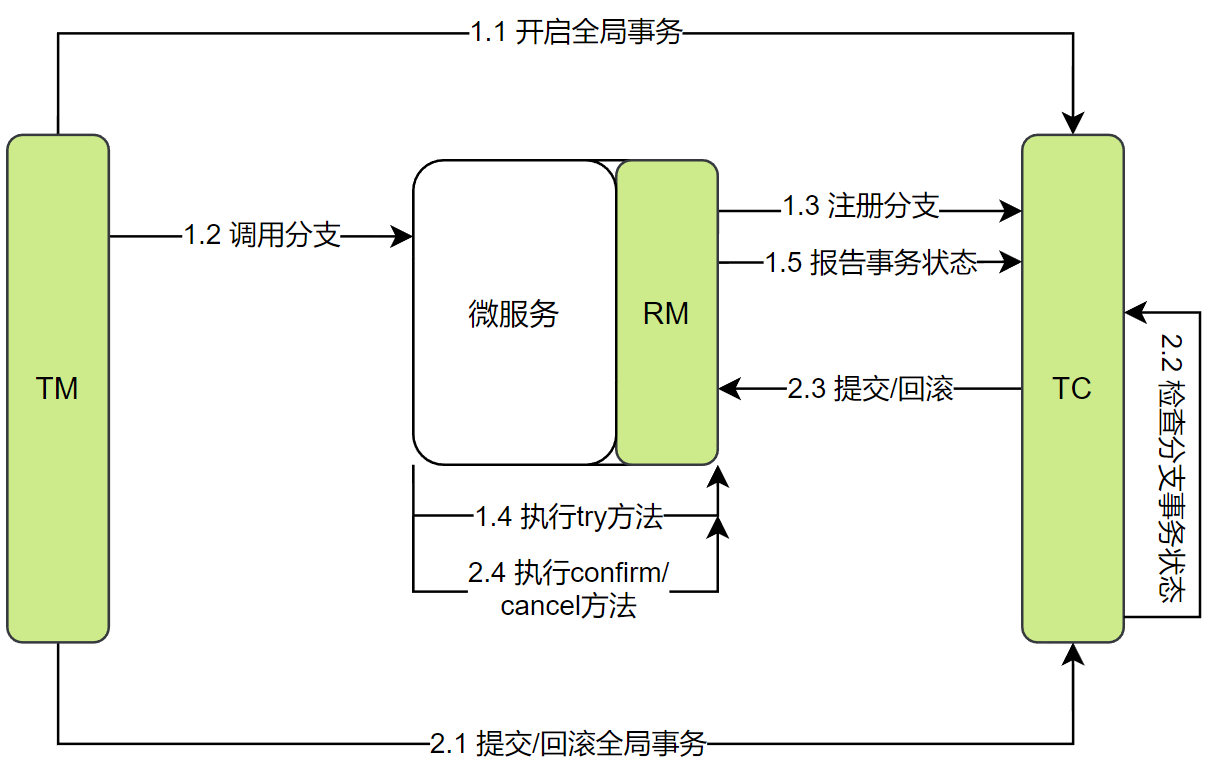 1.1 开启全局事务
1.2 调用分支
1.3 注册分支
1.5 报告事务状态
微服务
RM
TM
TC
2.3 提交/回滚
2.2 检查分支事务状态
1.4 执行try方法
2.4 执行confirm/
cancel方法
2.1 提交/回滚全局事务